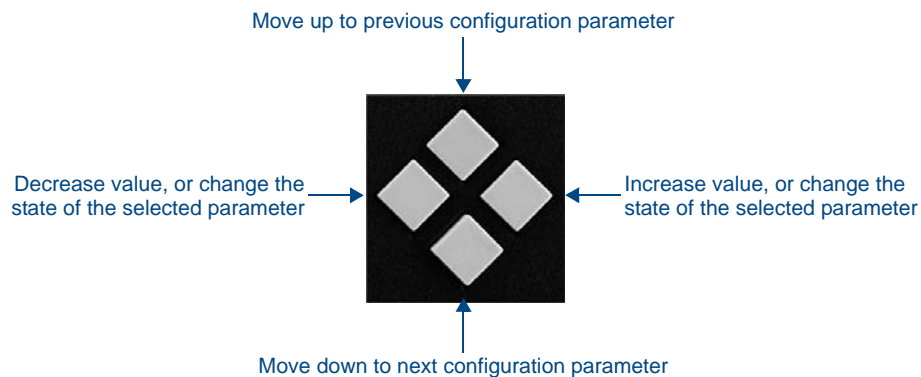 Move up to previous configuration parameter
Decrease value, or change the
state of the selected parameter
Increase value, or change the
state of the selected parameter
Move down to next configuration parameter